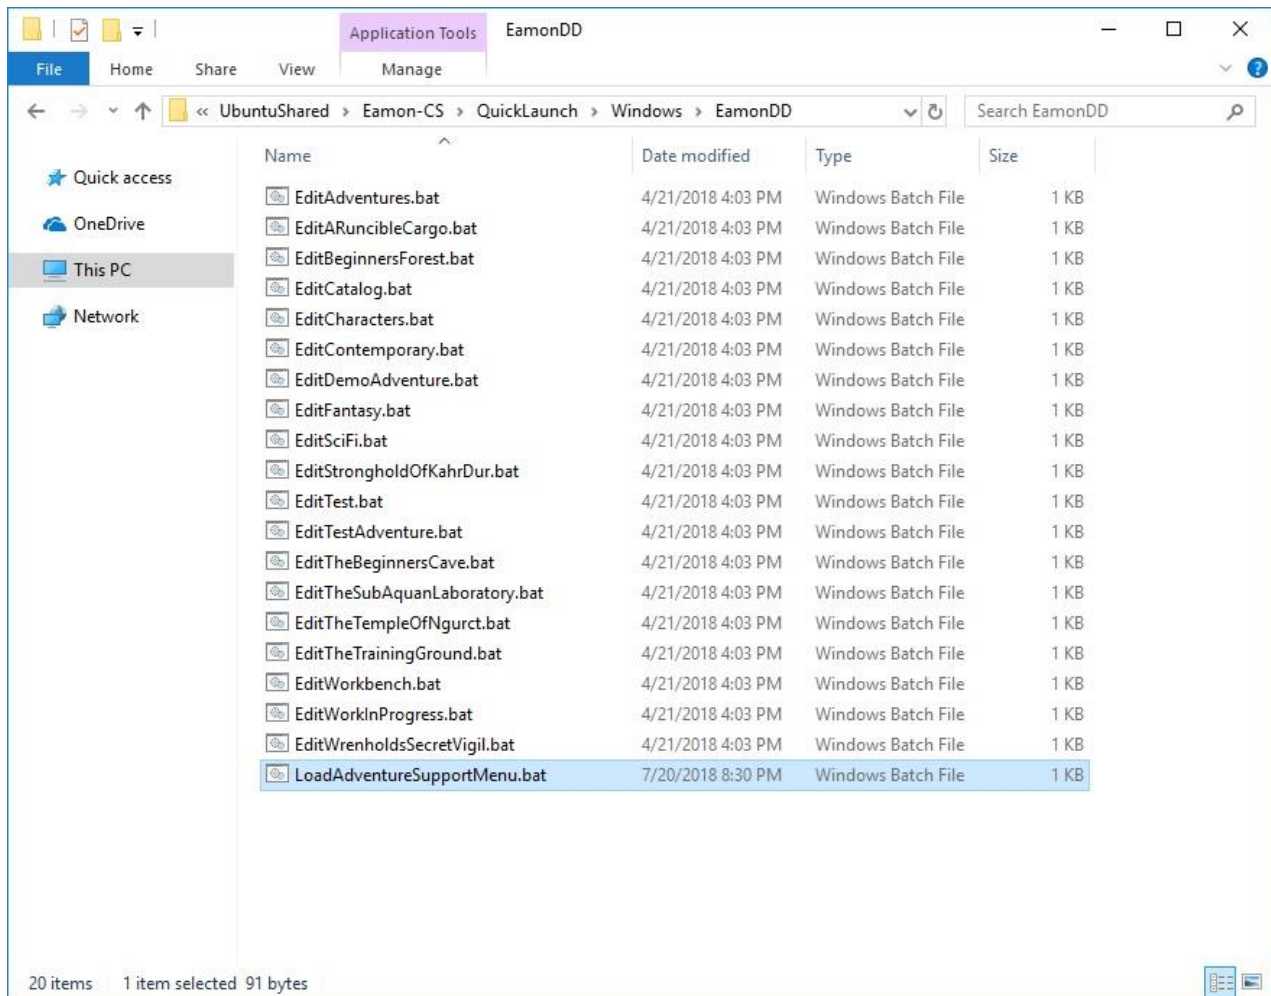 Application Tools EamonDD
File Home Share View Manage
« UbuntuShared > Eamon-CS > QuickLaunch > Windows > EamonDD Search EamonDD
Quick access
OneDrive
This PC
Network
Name Date modified Type Size
EditAdventures.bat 4/21/2018 4:03 PM Windows Batch File 1 KB
EditARuncibleCargo.bat 4/21/2018 4:03 PM Windows Batch File 1 KB
EditBeginnersForest.bat 4/21/2018 4:03 PM Windows Batch File 1 KB
EditCatalog.bat 4/21/2018 4:03 PM Windows Batch File 1 KB
EditCharacters.bat 4/21/2018 4:03 PM Windows Batch File 1 KB
EditContemporary.bat 4/21/2018 4:03 PM Windows Batch File 1 KB
EditDemoAdventure.bat 4/21/2018 4:03 PM Windows Batch File 1 KB
EditFantasy.bat 4/21/2018 4:03 PM Windows Batch File 1 KB
EditSciFi.bat 4/21/2018 4:03 PM Windows Batch File 1 KB
EditStrongholdOfKahrDur.bat 4/21/2018 4:03 PM Windows Batch File 1 KB
EditTest.bat 4/21/2018 4:03 PM Windows Batch File 1 KB
EditTestAdventure.bat 4/21/2018 4:03 PM Windows Batch File 1 KB
EditTheBeginnersCave.bat 4/21/2018 4:03 PM Windows Batch File 1 KB
EditTheSubAquanLaboratory.bat 4/21/2018 4:03 PM Windows Batch File 1 KB
EditTheTempleOfNgurct.bat 4/21/2018 4:03 PM Windows Batch File 1 KB
EditTheTrainingGround.bat 4/21/2018 4:03 PM Windows Batch File 1 KB
EditWorkbench.bat 4/21/2018 4:03 PM Windows Batch File 1 KB
EditWorkInProgress.bat 4/21/2018 4:03 PM Windows Batch File 1 KB
EditWrenholdsSecretVigil.bat 4/21/2018 4:03 PM Windows Batch File 1 KB
LoadAdventureSupportMenu.bat 7/20/2018 8:30 PM Windows Batch File 1 KB
20 items 1 item selected 91 bytes